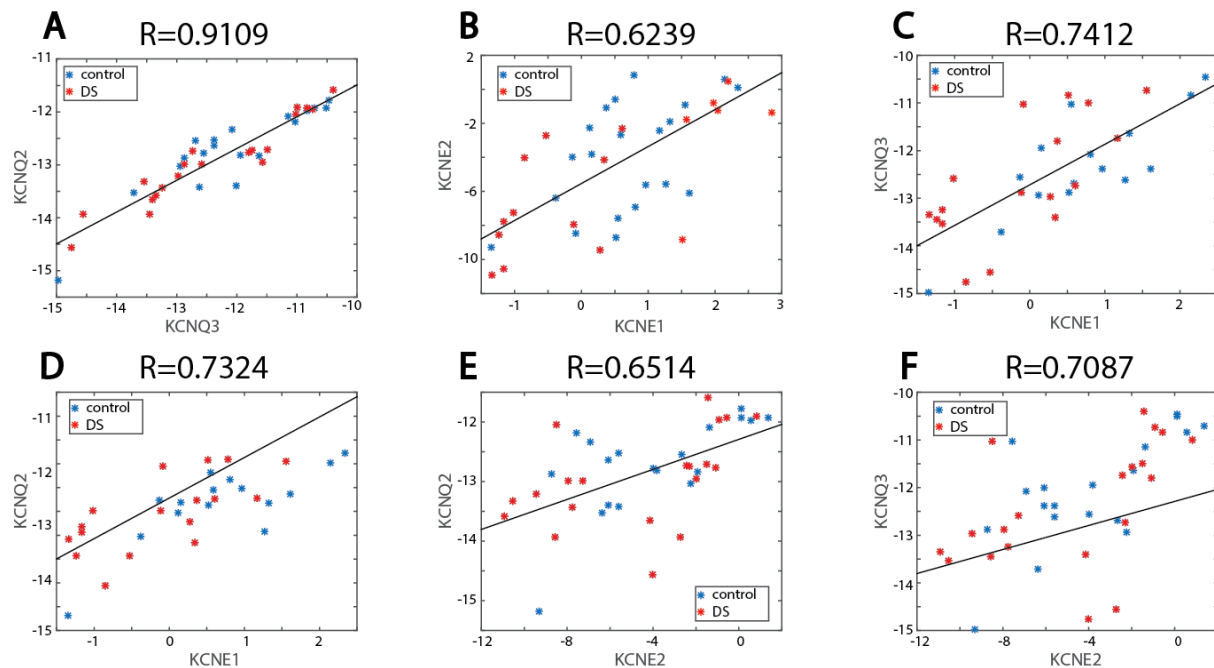 A
R=0.9109
control
DS
-11
-12
-13
-14
-15
KCNQ2
-15
-14
-13
-12
-11
-10
KCNQ3
B
R=0.6239
control
DS
2
-2
-6
-10
KCNE2
-1
0
1
2
3
KCNE1
C
R=0.7412
control
DS
-10
-11
-12
-13
-14
-15
KCNQ3
-1
0
1
2
KCNE1
D
R=0.7324
control
DS
-11
-12
-13
-14
-15
KCNQ2
-1
0
1
2
KCNE1
E
R=0.6514
-12
-13
-14
-15
KCNQ2
control
DS
-12
-8
-4
0
KCNE2
F
R=0.7087
control
DS
-10
-11
-12
-13
-14
-15
KCNQ3
-12
-8
-4
0
KCNE2